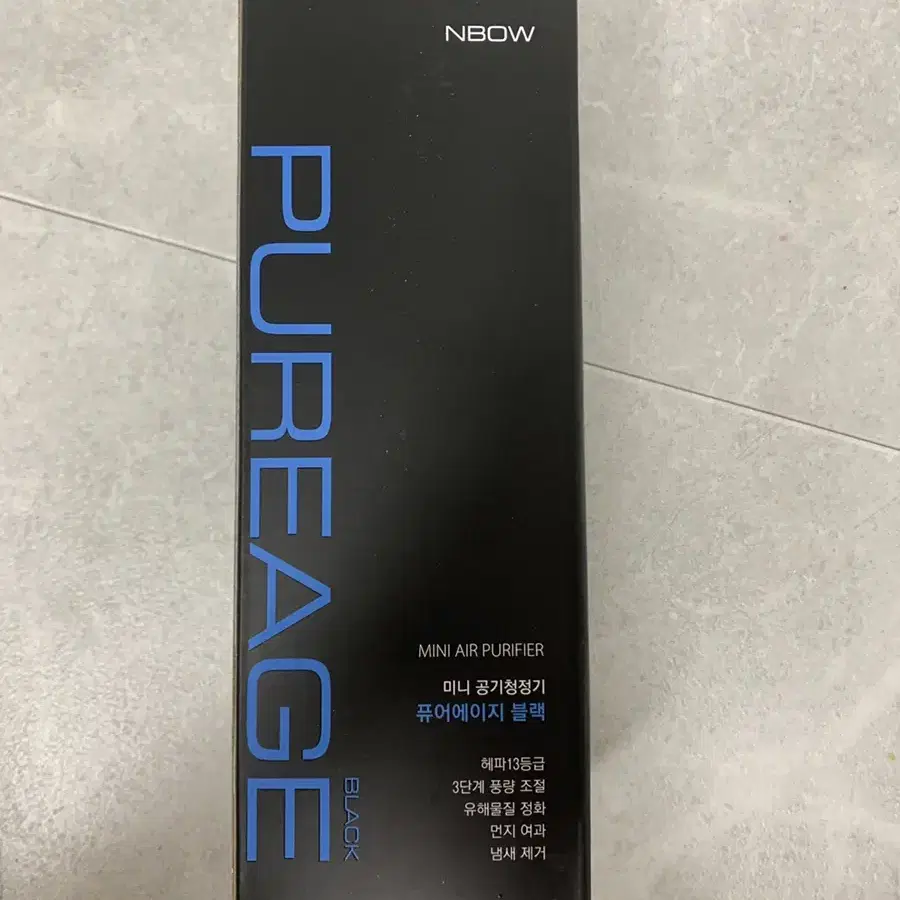 NBOW
PUREAGE
BLACK
MINI AIR PURIFIER
미니 공기청정기
퓨어에이지 블랙
헤파13등급
3단계 풍량 조절
유해물질 정화
먼지 여과
냄새 제거